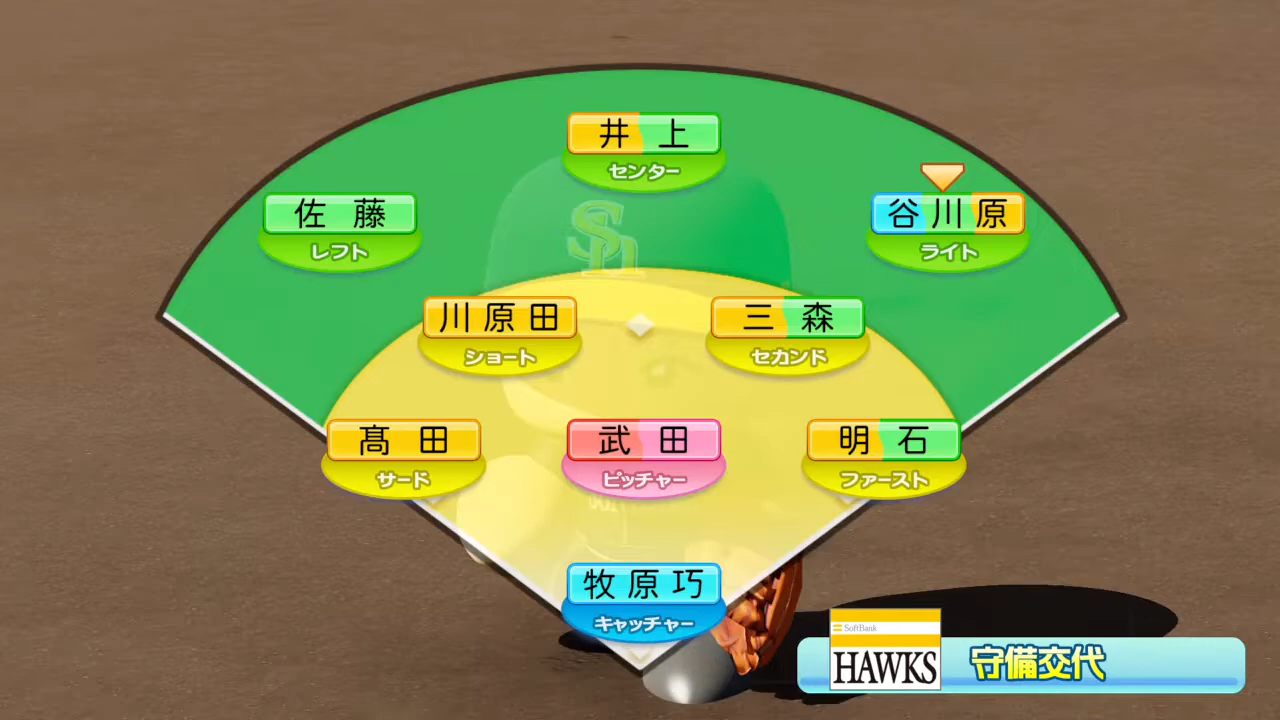 井上
センター
佐藤
レフト
谷川原
ライト
川原田
ショート
三森
セカンド
髙田
サード
武田
ピッチャー
明石
ファースト
牧原巧
キャッチャー
SoftBank
HAWKS
守備交代
SH